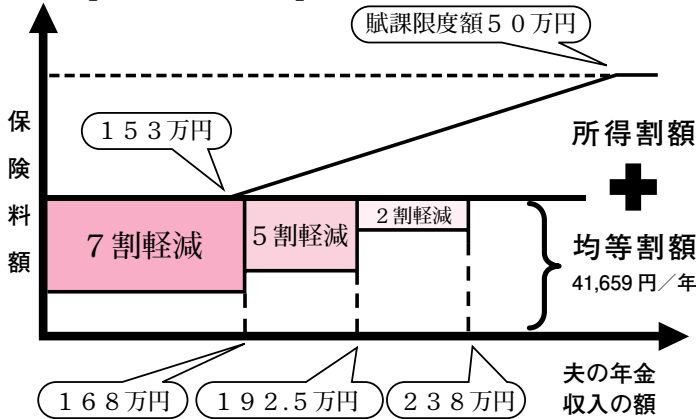 賦課限度額５０万円
保険料額
１５３万円
所得割額
＋
７割軽減
５割軽減
２割軽減
均等割額
41,659 円／年
１６８万円
１９２.５万円
２３８万円
夫の年金
収入の額